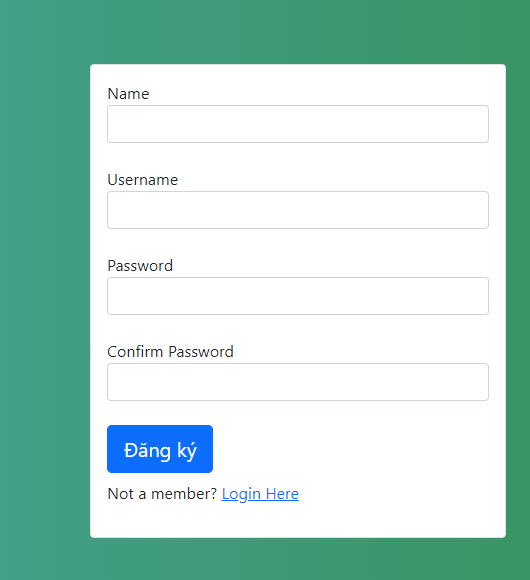 Name
Username
Password
Confirm Password
Đăng ký
Not a member? Login Here